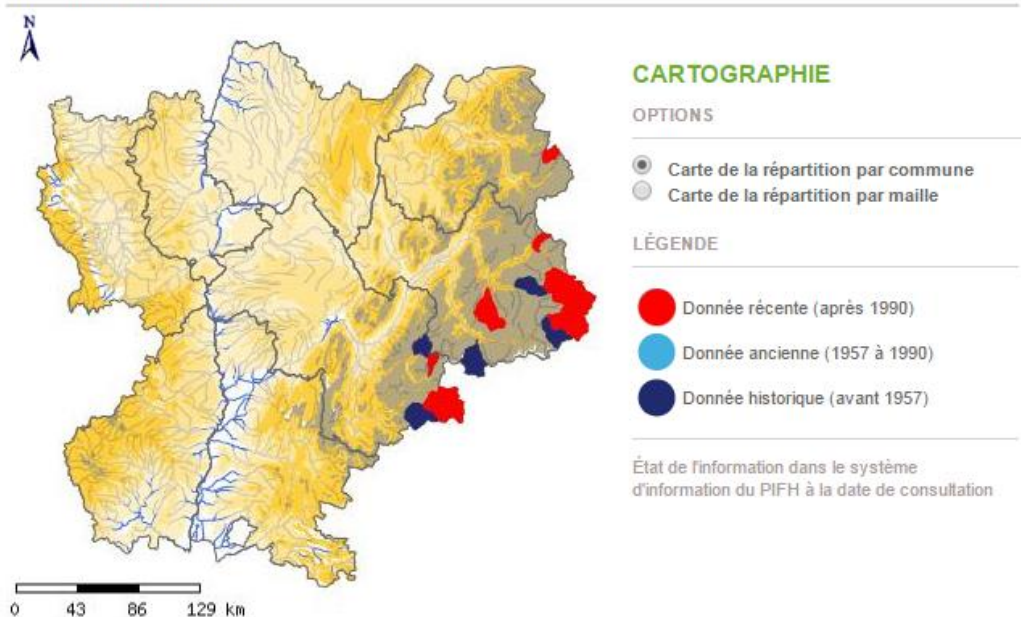 N
CARTOGRAPHIE
OPTIONS
Carte de la répartition par commune
Carte de la répartition par maille
LÉGENDE
Donnée récente (après 1990)
Donnée ancienne (1957 à 1990)
Donnée historique (avant 1957)
État de l'information dans le système
d'information du PIFH à la date de consultation
0 43 86 129 km